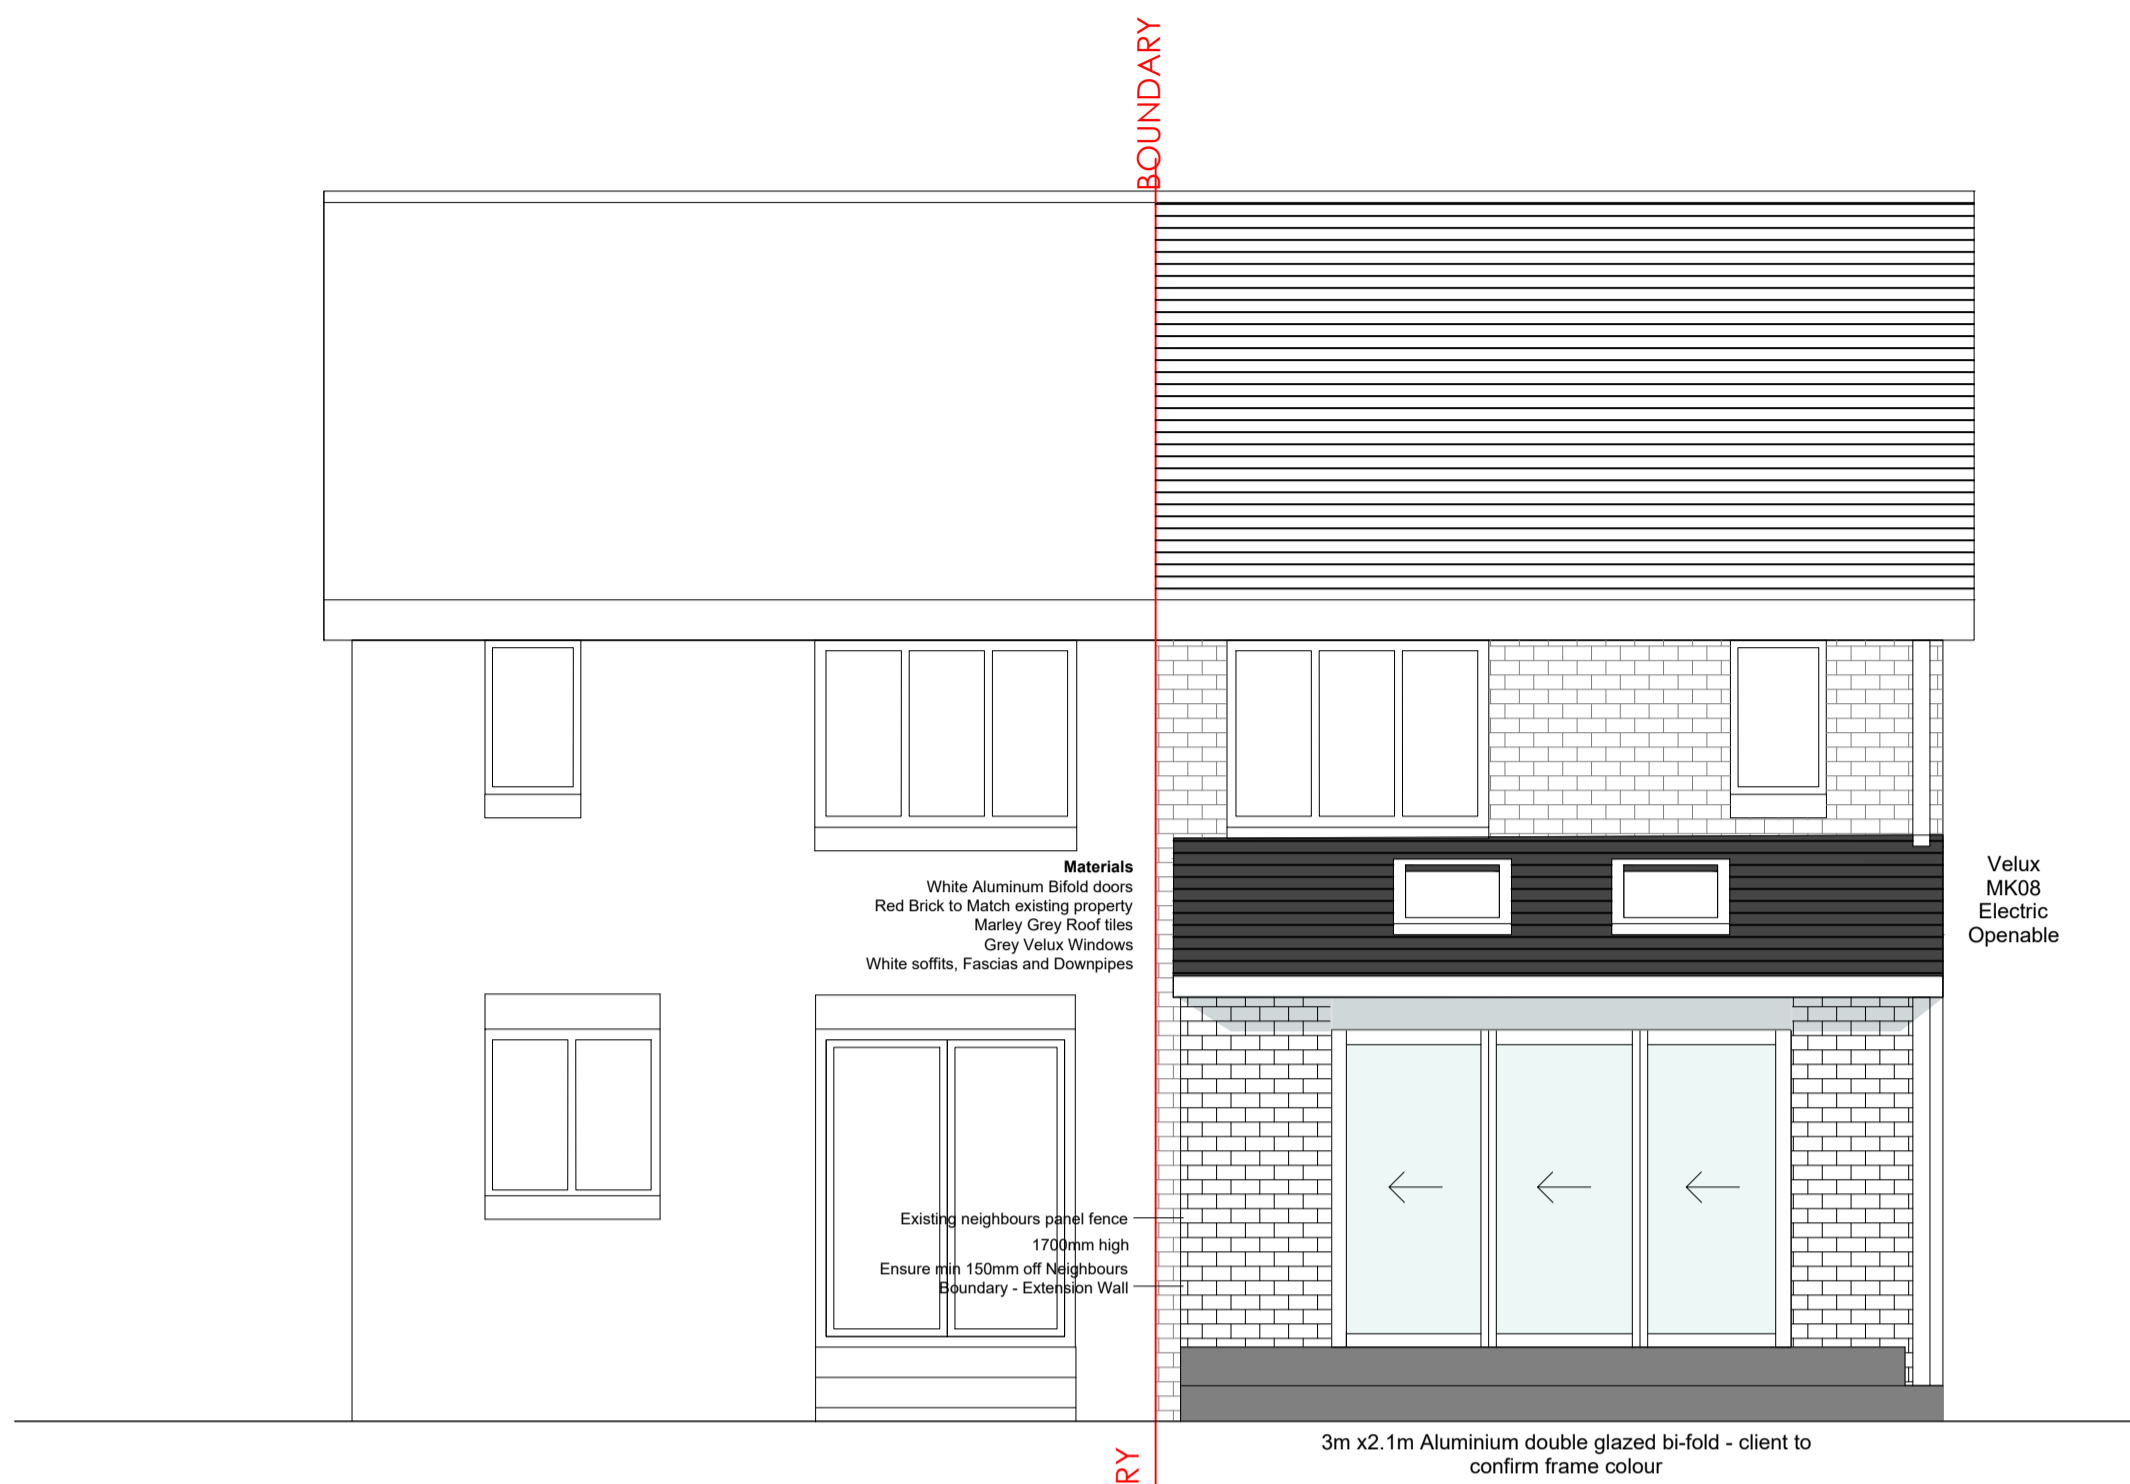 BOUNDARY
Materials
White Aluminum Bifold doors
Red Brick to Match existing property
Marley Grey Roof tiles
Grey Velux Windows
White soffits, Fascias and Downpipes
Velux
MK08
Electric
Openable
Existing neighbours panel fence
1700mm high
Ensure min 150mm off Neighbours
Boundary - Extension Wall
3m x2.1m Aluminium double glazed bi-fold - client to
confirm frame colour
RY